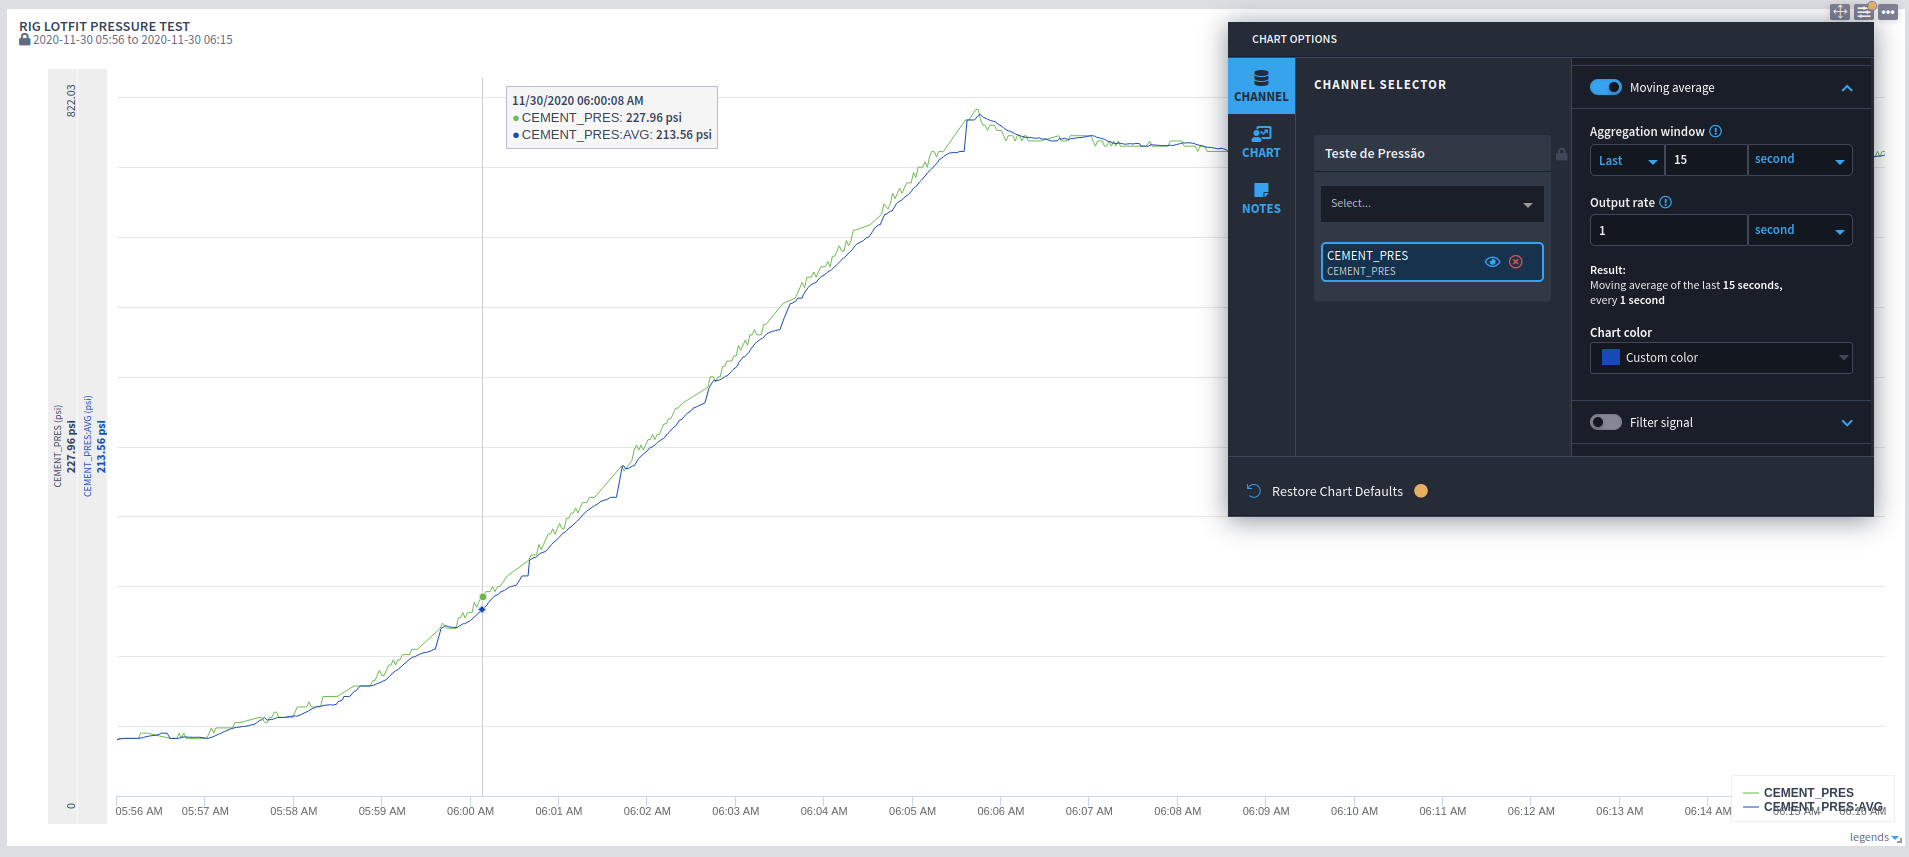 RIG LOTFIT PRESSURE TEST
2020-11-30 05:56 to 2020-11-30 06:15
822.03
CEMENT_PRES (psi)
227.96 psi
CEMENT_PRES:AVG (psi)
213.56 psi
0
11/30/2020 06:00:08 AM
CEMENT_PRES: 227.96 psi
CEMENT_PRES:AVG: 213.56 psi
CHART OPTIONS
CHANNEL
CHART
NOTES
CHANNEL SELECTOR
Teste de Pressão
Select...
CEMENT_PRES
CEMENT_PRES
Moving average
Aggregation window
Last 15 second
Output rate
1 second
Result:
Moving average of the last 15 seconds,
every 1 second
Chart color
Custom color
Filter signal
Restore Chart Defaults
05:56 AM 05:57 AM 05:58 AM 05:59 AM 06:00 AM 06:01 AM 06:02 AM 06:03 AM 06:04 AM 06:05 AM 06:06 AM 06:07 AM 06:08 AM 06:09 AM 06:10 AM 06:11 AM 06:12 AM 06:13 AM 06:14 AM 06:15 AM 06:16 AM
CEMENT_PRES
CEMENT_PRES:AVG
legends